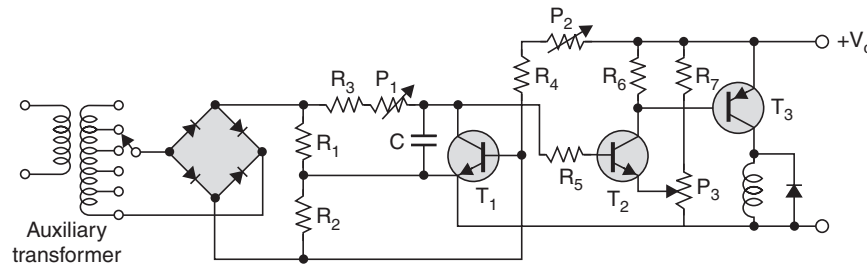 P2
+Vc
R3 P1 R4 R6 R7
T3
R1 C
R5
T1 T2 P3
R2
Auxiliary
transformer